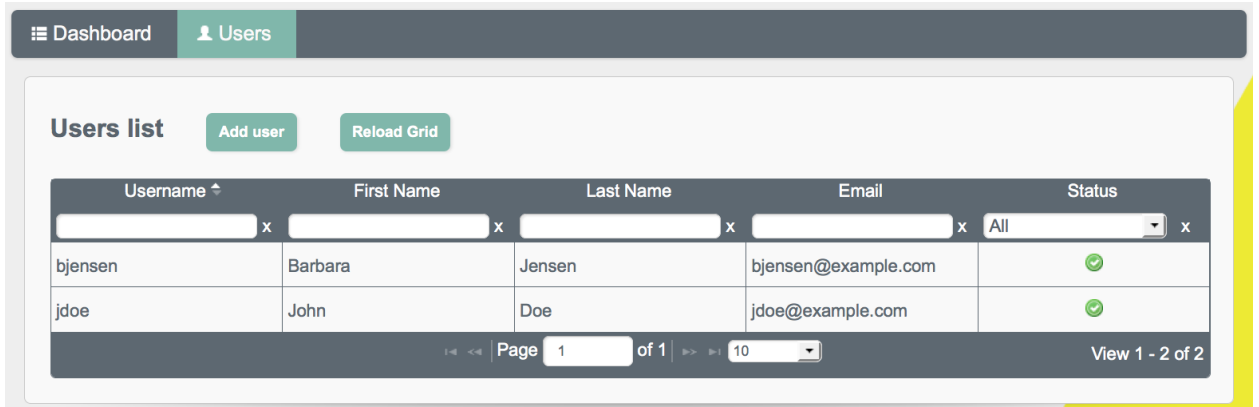 Dashboard Users
Users list Add user Reload Grid
Username First Name Last Name Email Status
x x x x All x
bjensen Barbara Jensen bjensen@example.com
jdoe John Doe jdoe@example.com
Page 1 of 1 10 View 1 - 2 of 2